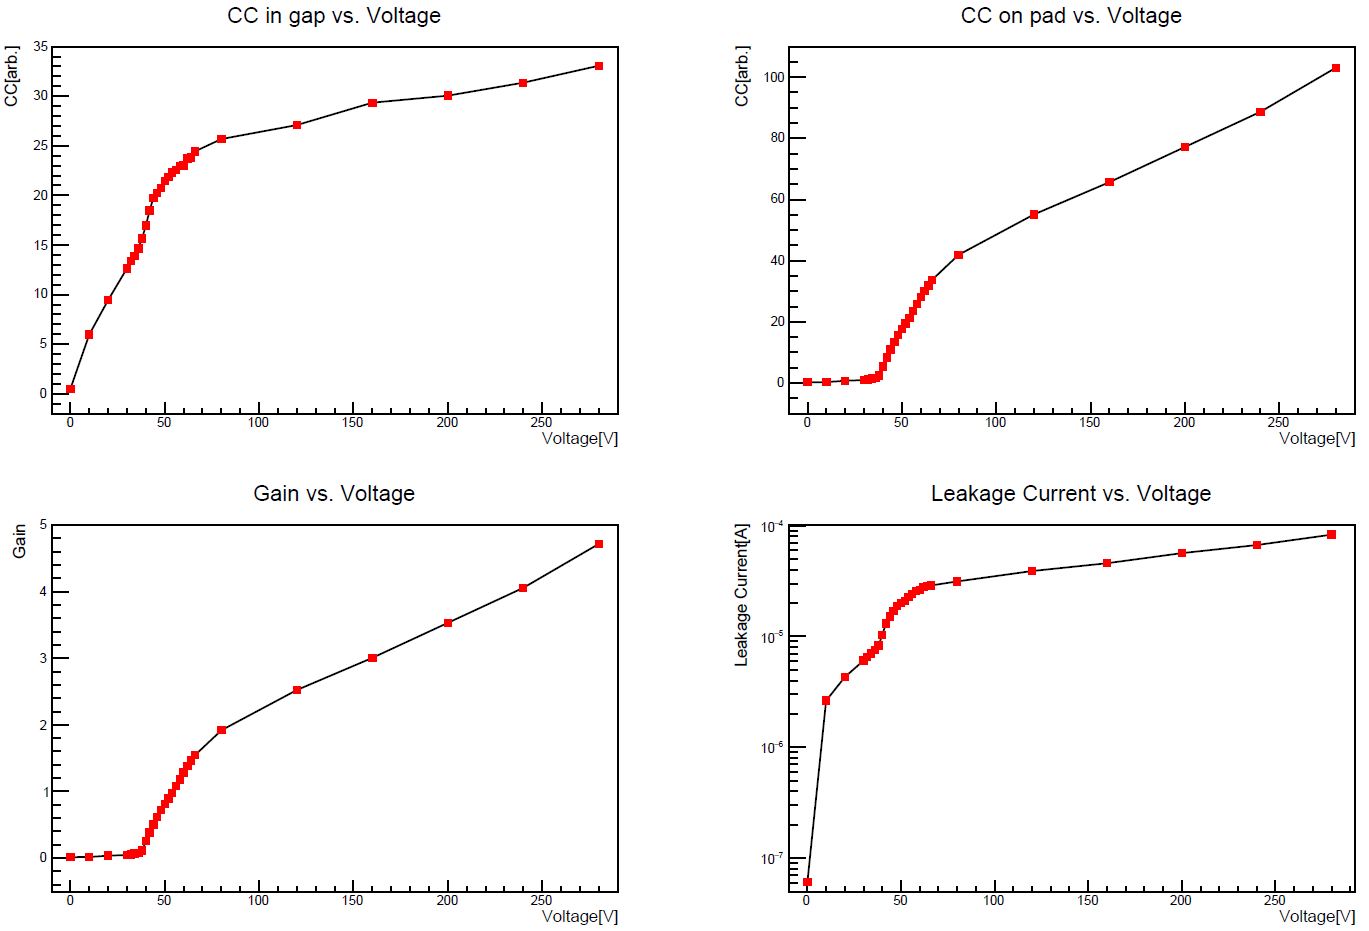 CC in gap vs. Voltage
CC[arb.]
35
30
25
20
15
10
5
0
0 50 100 150 200 250
Voltage[V]
CC on pad vs. Voltage
CC[arb.]
100
80
60
40
20
0
0 50 100 150 200 250
Voltage[V]
Gain vs. Voltage
Gain
5
4
3
2
1
0
0 50 100 150 200 250
Voltage[V]
Leakage Current vs. Voltage
Leakage Current[A]
10⁻⁴
10⁻⁵
10⁻⁶
10⁻⁷
0 50 100 150 200 250
Voltage[V]